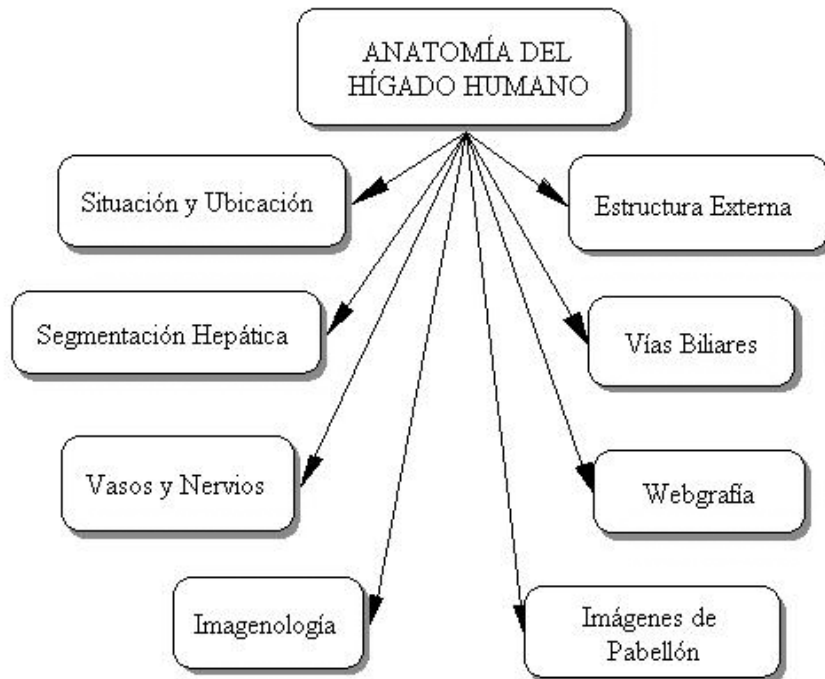 ANATOMÍA DEL
HÍGADO HUMANO
Situación y Ubicación
Estructura Externa
Segmentación Hepática
Vías Biliares
Vasos y Nervios
Webgrafía
Imagenología
Imágenes de
Pabellón